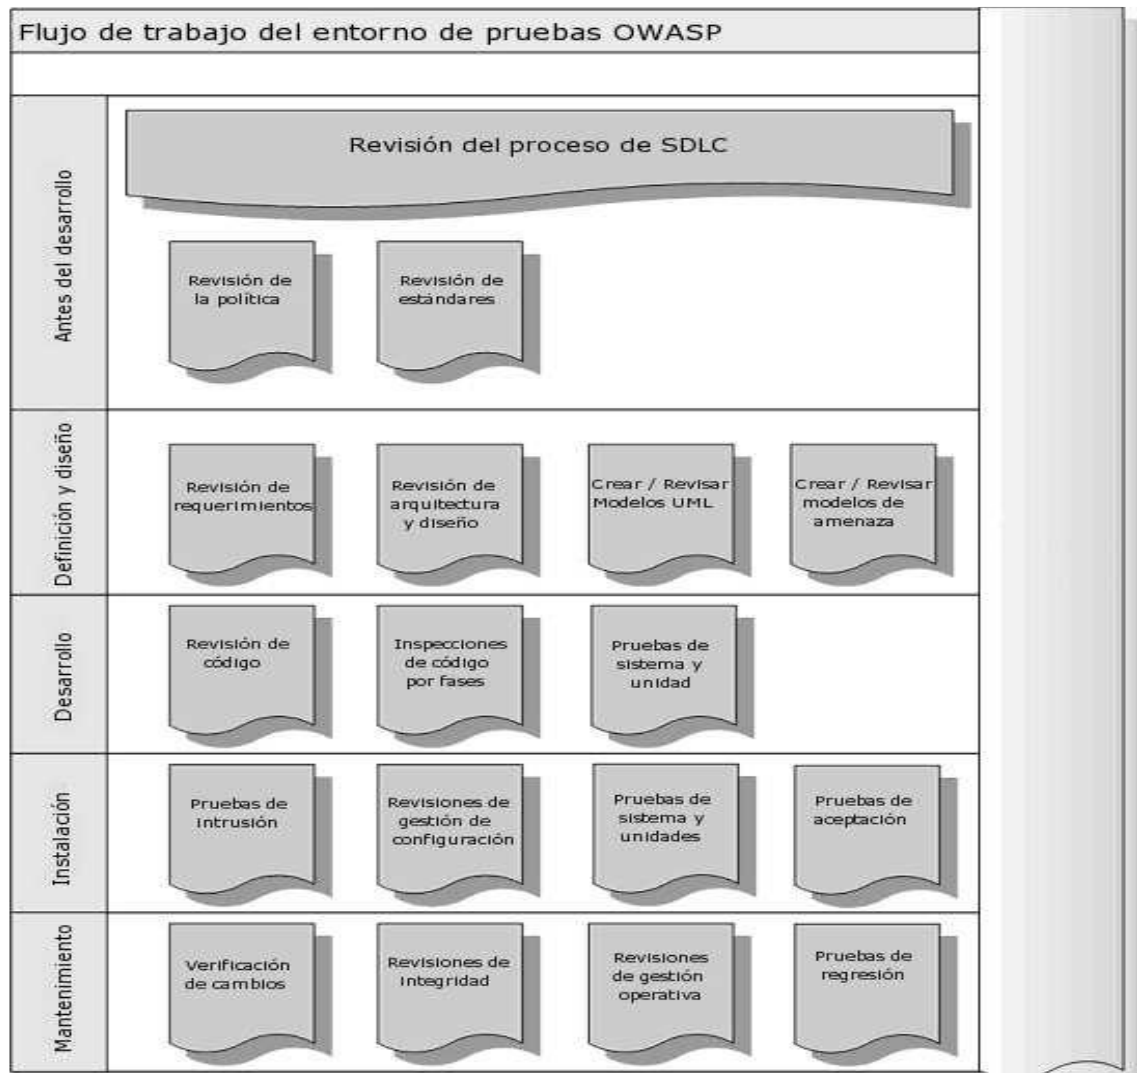 Flujo de trabajo del entorno de pruebas OWASP
Antes del desarrollo
Revisión del proceso de SDLC
Revisión de
la política
Revisión de
estándares
Definición y diseño
Revisión de
requerimientos
Revisión de
arquitectura
y diseño
Crear / Revisar
Modelos UML
Crear / Revisar
modelos de
amenaza
Desarrollo
Revisión de
código
Inspecciones
de código
por fases
Pruebas de
sistema y
unidad
Instalación
Pruebas de
intrusión
Revisiones de
gestión de
configuración
Pruebas de
sistema y
unidades
Pruebas de
aceptación
Mantenimiento
Verificación
de cambios
Revisiones de
integridad
Revisiones
de gestión
operativa
Pruebas de
regresión